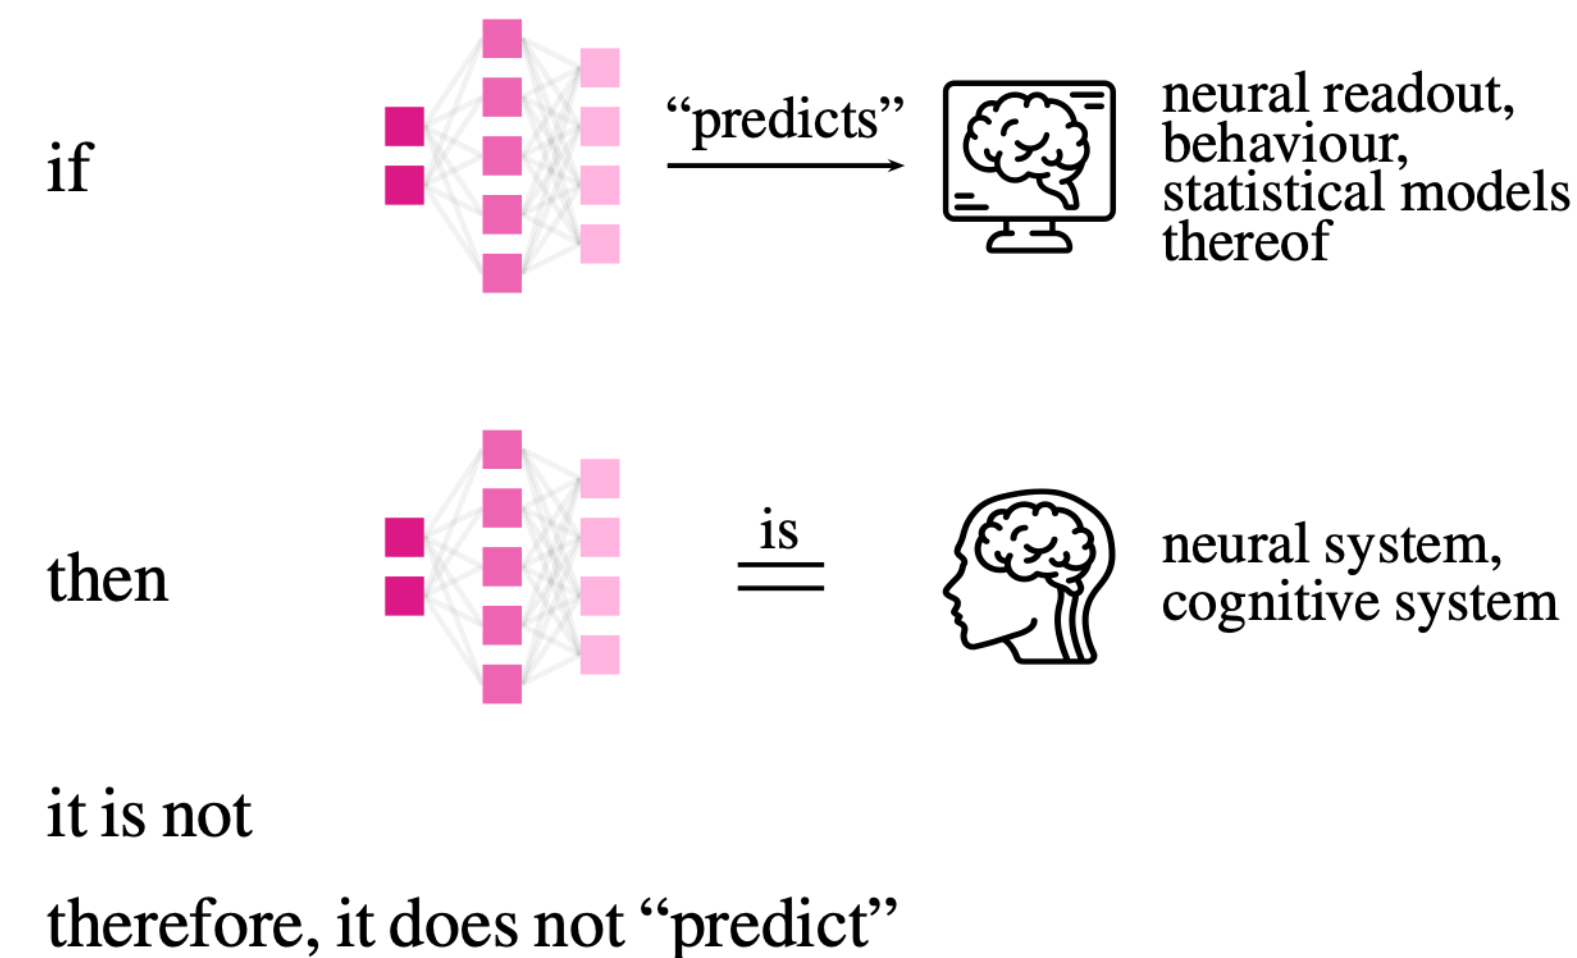 if
“predicts”
neural readout,
behaviour,
statistical models
thereof
then
is
neural system,
cognitive system
it is not
therefore, it does not “predict”